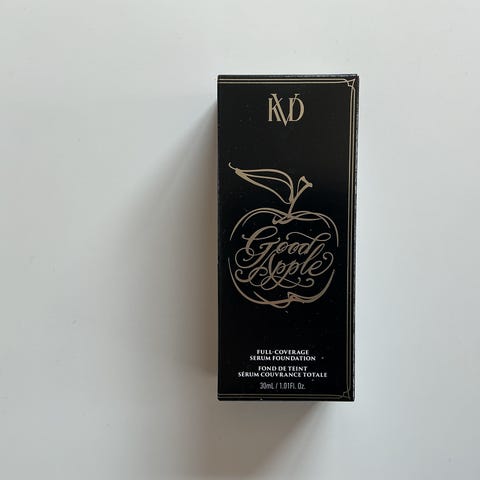 KVD
Good
Apple
FULL-COVERAGE
SERUM FOUNDATION
FOND DE TEINT
SÉRUM COUVRANCE TOTALE
30mL / 1.01Fl. Oz.